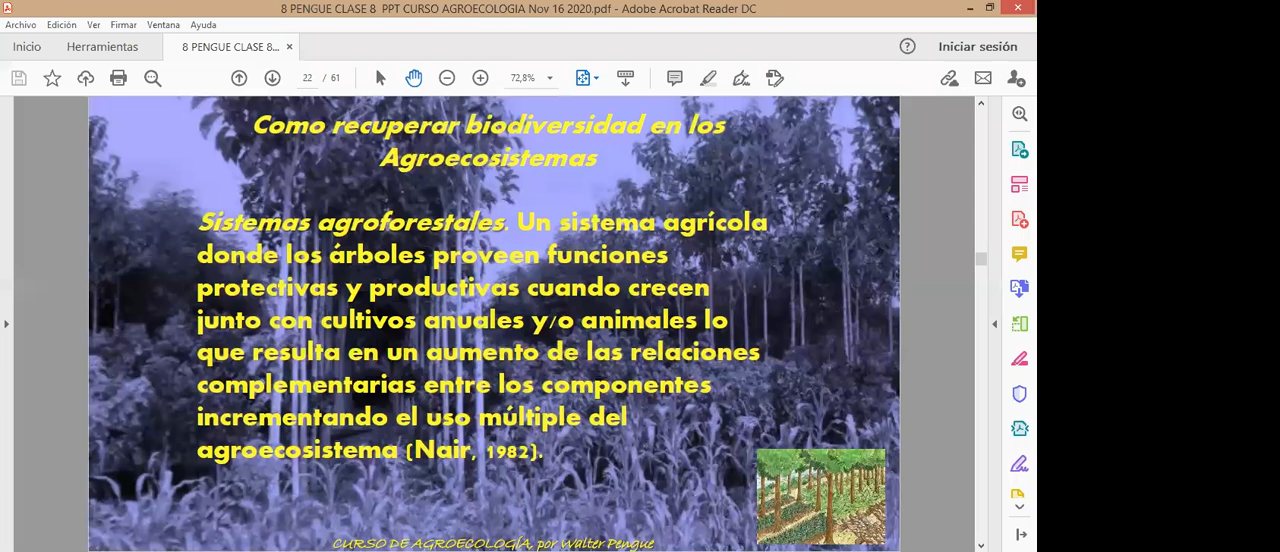 8 PENGUE CLASE 8 PPT CURSO AGROECOLOGIA Nov 16 2020.pdf - Adobe Acrobat Reader DC
Archivo Edición Ver Firmar Ventana Ayuda
Inicio Herramientas 8 PENGUE CLASE 8... × Iniciar sesión
22 / 61 72,8%
Como recuperar biodiversidad en los
Agroecosistemas
Sistemas agroforestales. Un sistema agrícola
donde los árboles proveen funciones
protectivas y productivas cuando crecen
junto con cultivos anuales y/o animales lo
que resulta en un aumento de las relaciones
complementarias entre los componentes
incrementando el uso múltiple del
agroecosistema (Nair, 1982).
CURSO DE AGROECOLOGÍA, por Walter Pengue